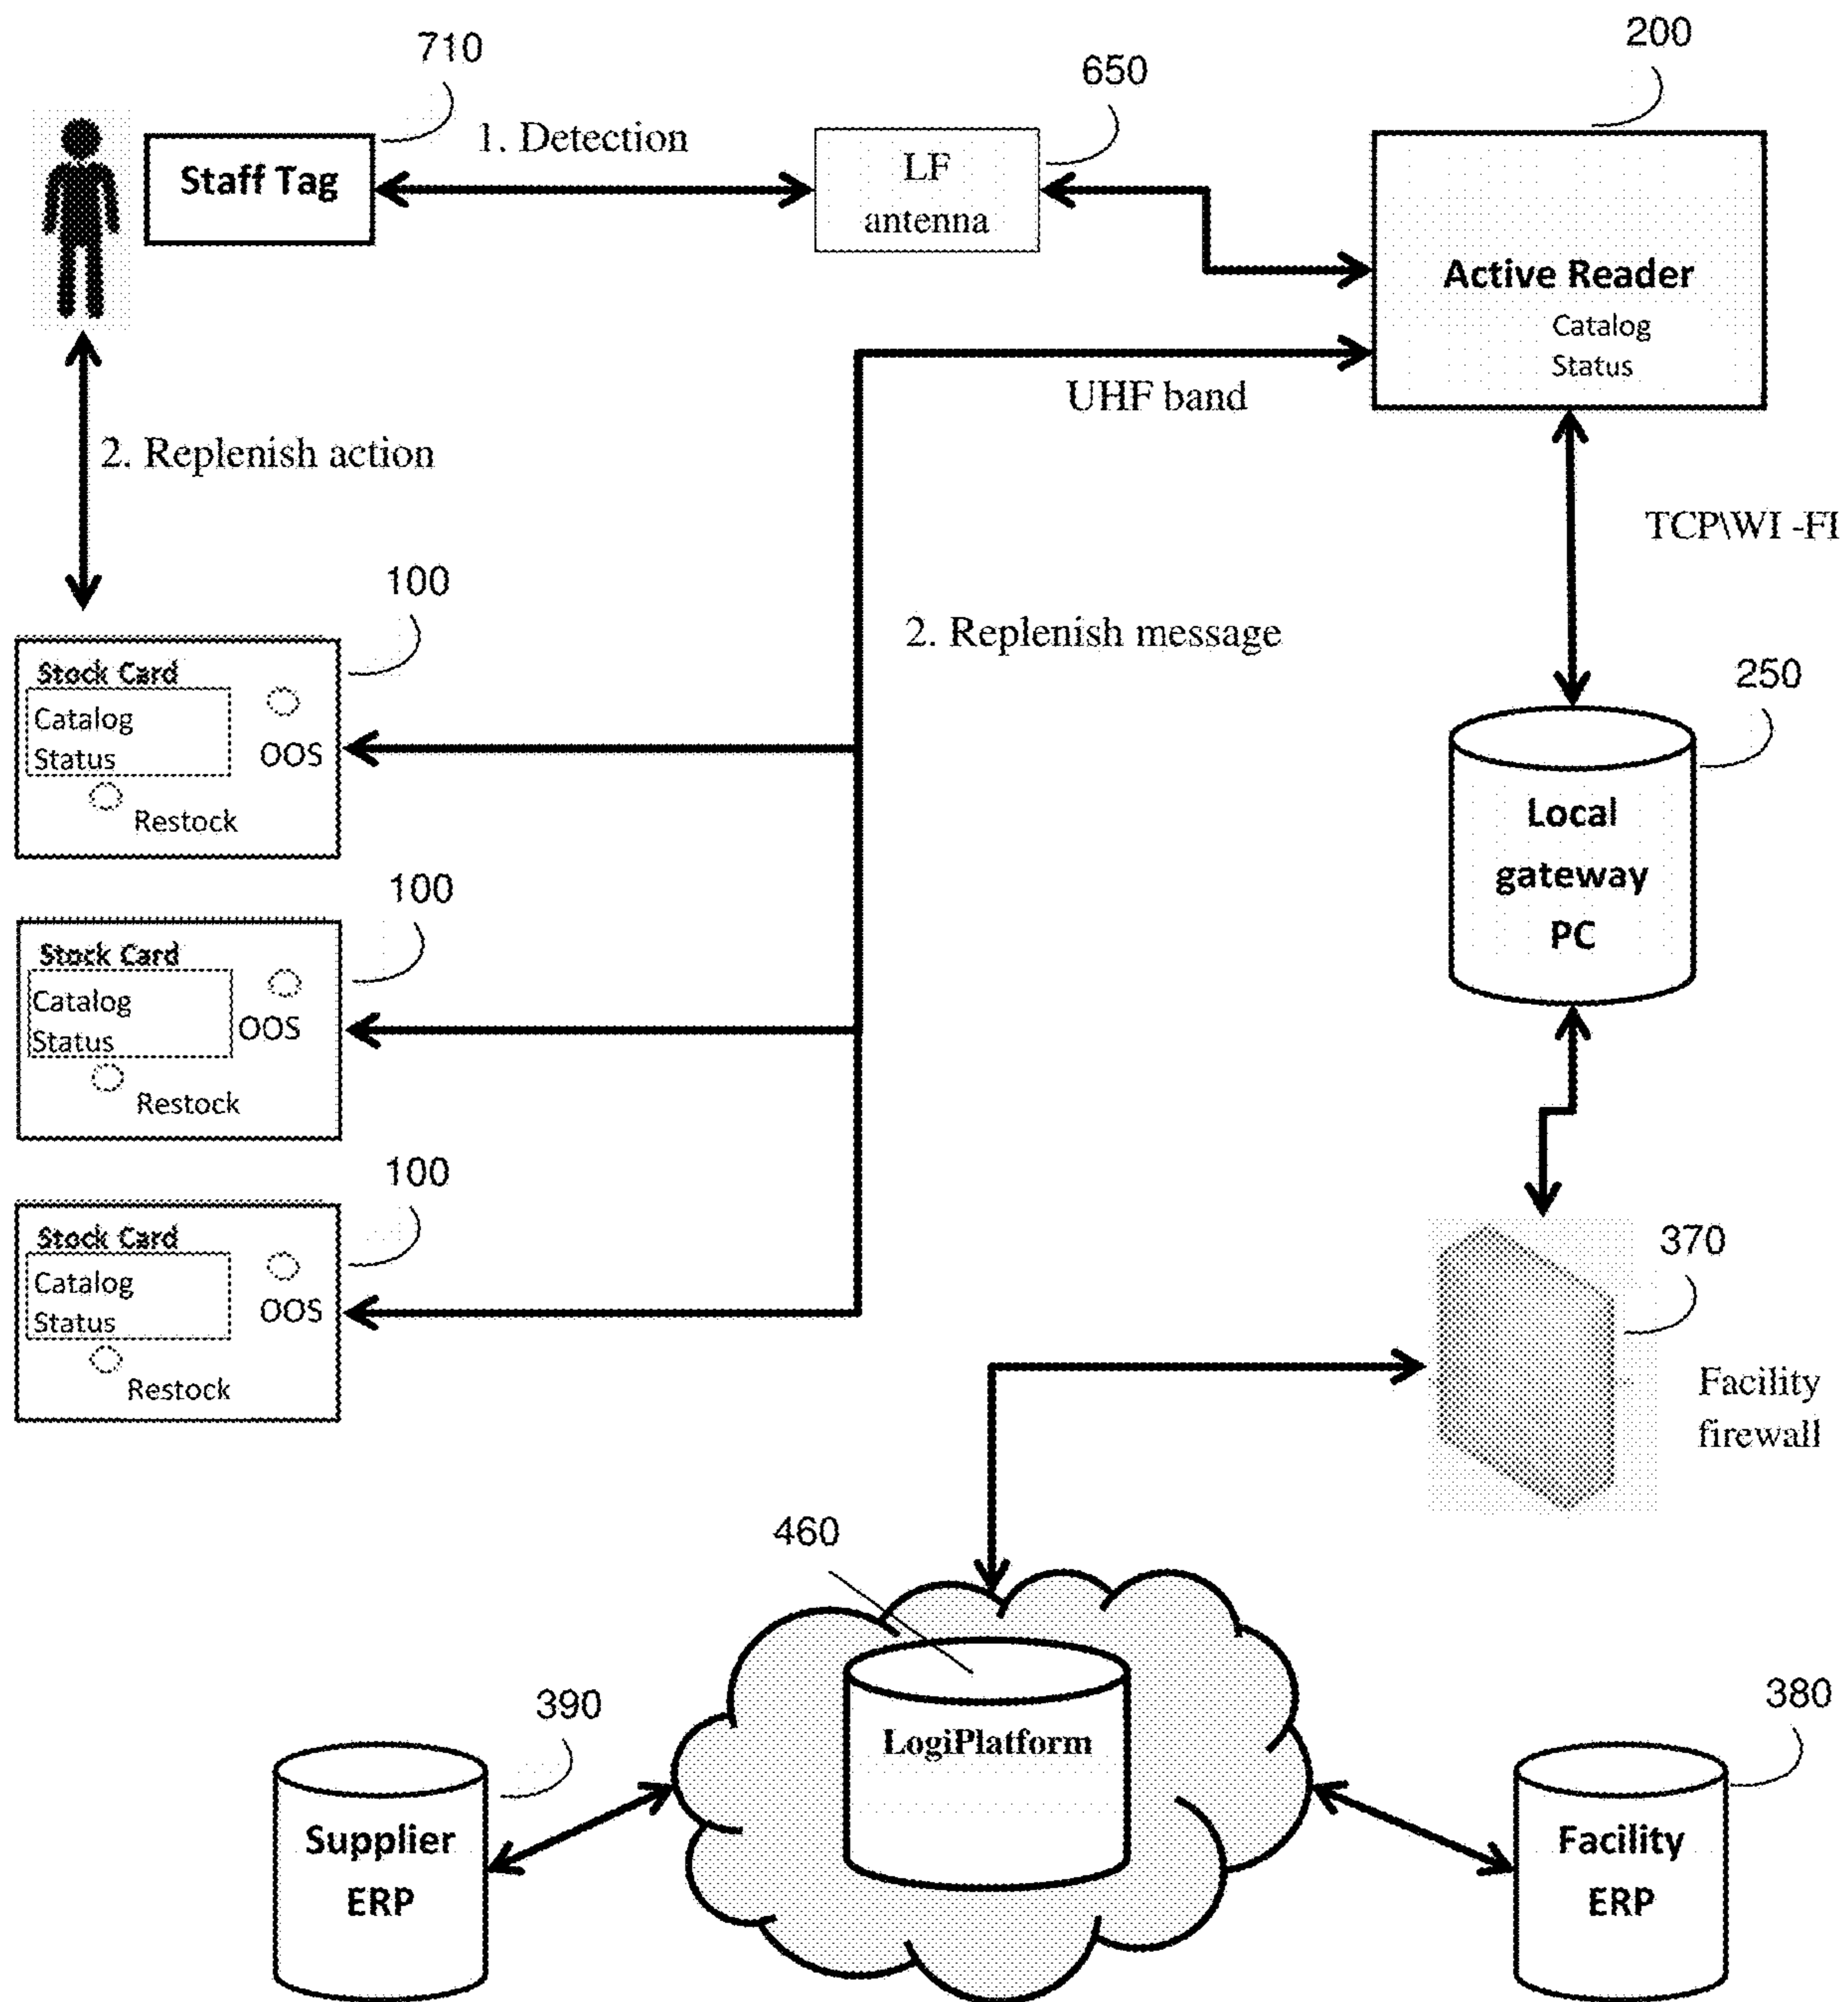 710
650
200
1. Detection
Staff Tag
LF
antenna
Active Reader
Catalog
Status
UHF band
2. Replenish action
TCP\WI -FI
100
2. Replenish message
Stock Card
Catalog
Status
OOS
Restock
250
Local
gateway
PC
100
Stock Card
Catalog
Status
OOS
Restock
100
Stock Card
Catalog
Status
OOS
Restock
370
Facility
firewall
460
LogiPlatform
390
Supplier
ERP
380
Facility
ERP